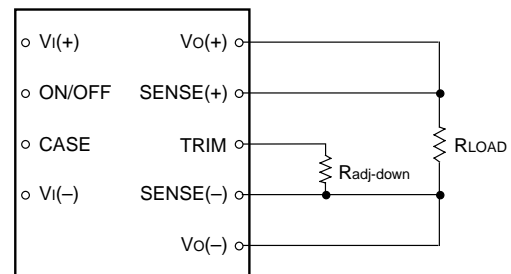 VI(+) VO(+)
ON/OFF SENSE(+)
CASE TRIM
RLOAD
Radj-down
VI(–) SENSE(–)
VO(–)